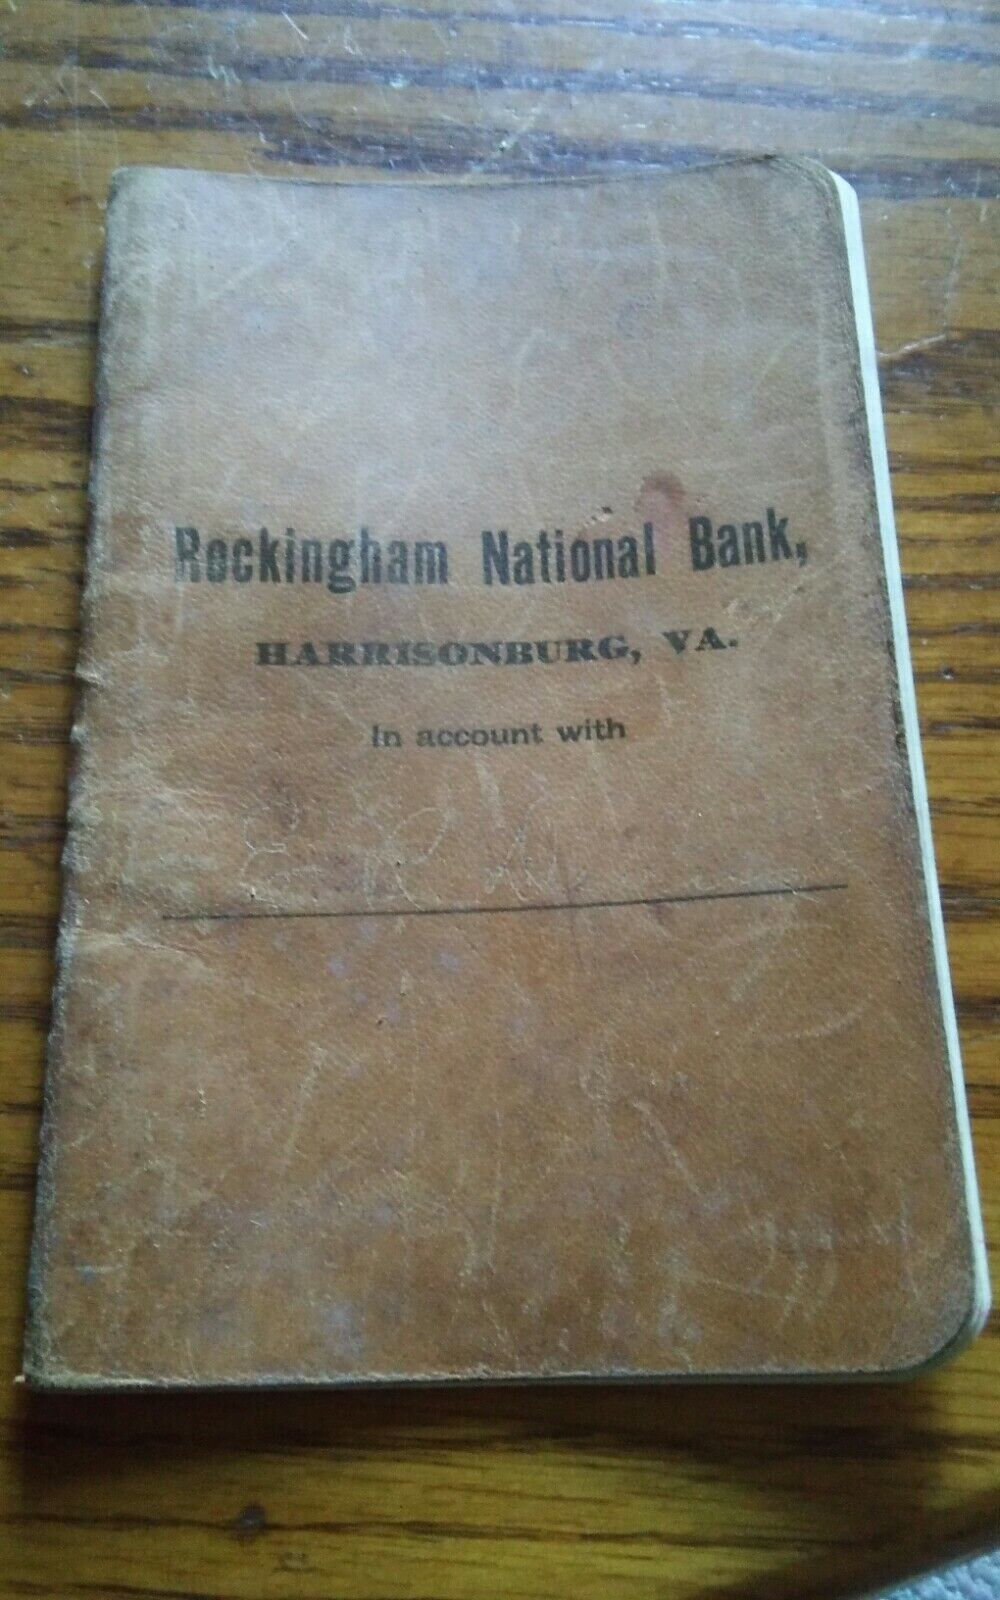 Rockingham National Bank,
HARRISONBURG, VA.
In account with